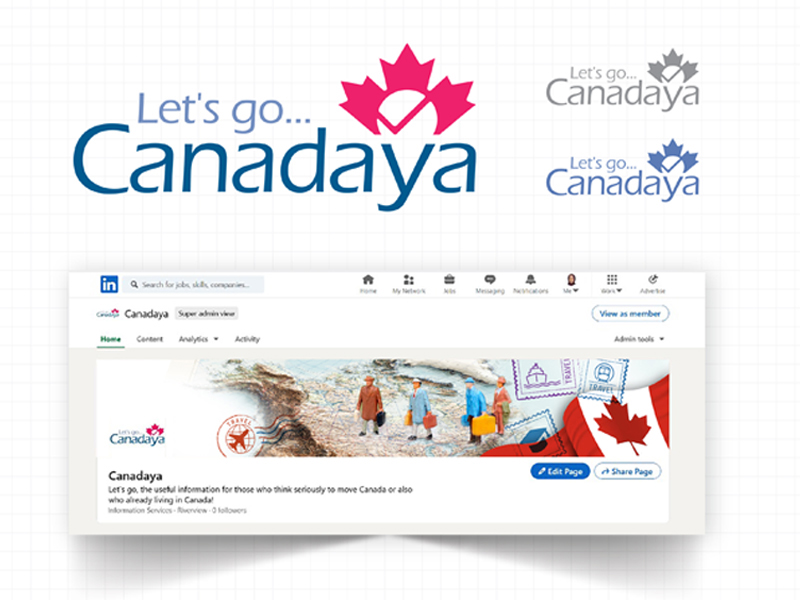 Let's go...
Canadaya
Let's go...
Canadaya
Let's go...
Canadaya
in
Search for jobs, skills, companies...
Home
My Network
Jobs
Messaging
Notifications
Me
Work
Advertise
Canadaya
Canadaya
Super admin view
View as member
Home
Content
Analytics
Activity
Admin tools
TRAVEL
TRAVEL
Let's go...
Canadaya
Canadaya
Edit Page
Share Page
Let's go, the useful information for those who think seriously to move Canada or also
who already living in Canada!
Information Services · Riverview · 0 followers